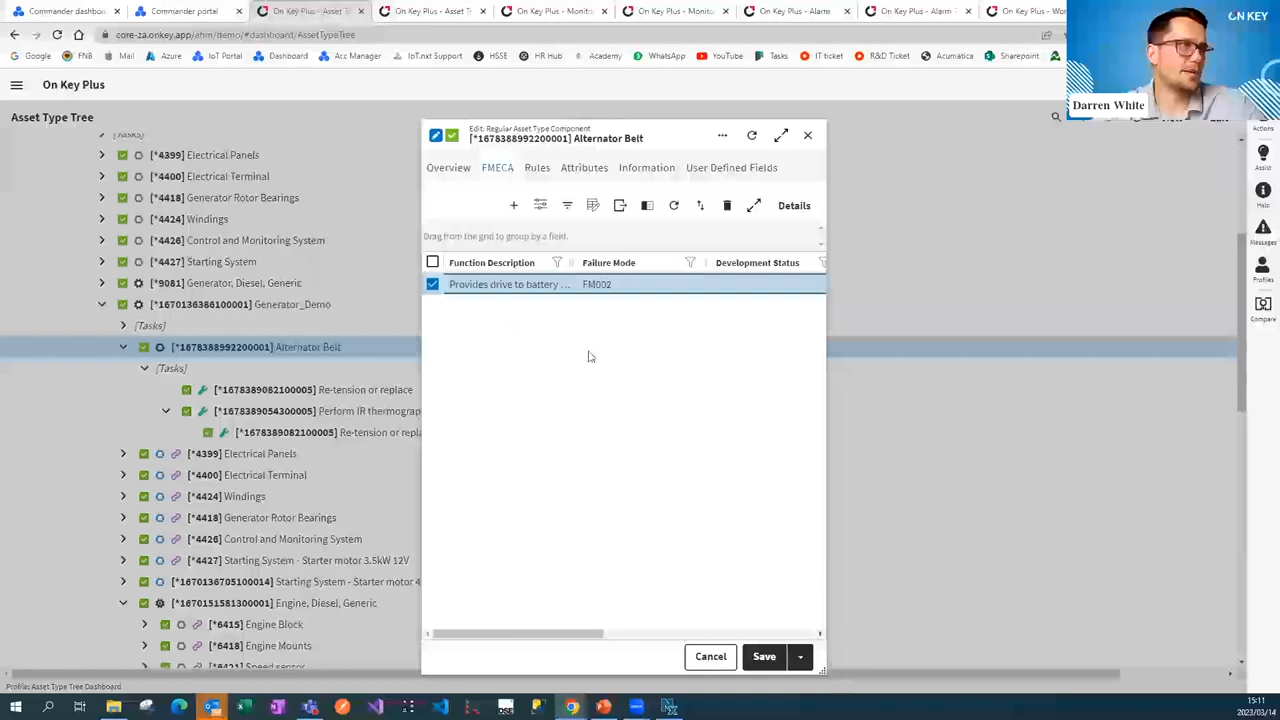 Commander dashbo
Commander portal
On Key Plus - Asset T
On Key Plus - Asset T
On Key Plus - Monito
On Key Plus - Monito
On Key Plus - Alarms
On Key Plus - Alarm
On Key Plus - Wo
core-za.onkey.app/ahim/demo/#dashboard/AssetTypeTree
Google
FNB
Mail
Azure
IoT Portal
Dashboard
Acc Manager
IoT.nxt Support
HSSE
HR Hub
Academy
WhatsApp
YouTube
Tasks
IT ticket
R&D Ticket
Acumatica
Sharepoint
ON KEY
Darren White
On Key Plus
Asset Type Tree
[Tasks]
[*4399] Electrical Panels
[*4400] Electrical Terminal
[*4418] Generator Rotor Bearings
[*4424] Windings
[*4426] Control and Monitoring System
[*4427] Starting System
[*9081] Generator, Diesel, Generic
[*1670136386100001] Generator_Demo
[Tasks]
[*1678388992200001] Alternator Belt
[Tasks]
[*1678389082100005] Re-tension or replace
[*1678389054300005] Perform IR thermograp
[*1678389082100005] Re-tension or repla
[*4399] Electrical Panels
[*4400] Electrical Terminal
[*4424] Windings
[*4418] Generator Rotor Bearings
[*4426] Control and Monitoring System
[*4427] Starting System - Starter motor 3.5kW 12V
[*1670136705100014] Starting System - Starter motor 4
[*1670151581300001] Engine, Diesel, Generic
[*6415] Engine Block
[*6418] Engine Mounts
[*6421] Speed sensor
Edit: Regular Asset Type Component
[*1678388992200001] Alternator Belt
Overview
FMECA
Rules
Attributes
Information
User Defined Fields
Details
Drag from the grid to group by a field.
Function Description
Failure Mode
Development Status
Provides drive to battery ...
FM002
Cancel
Save
Actions
Assist
Help
Messages
Profiles
Compare
Profile: Asset Type Tree Dashboard
15:11
2023/03/14